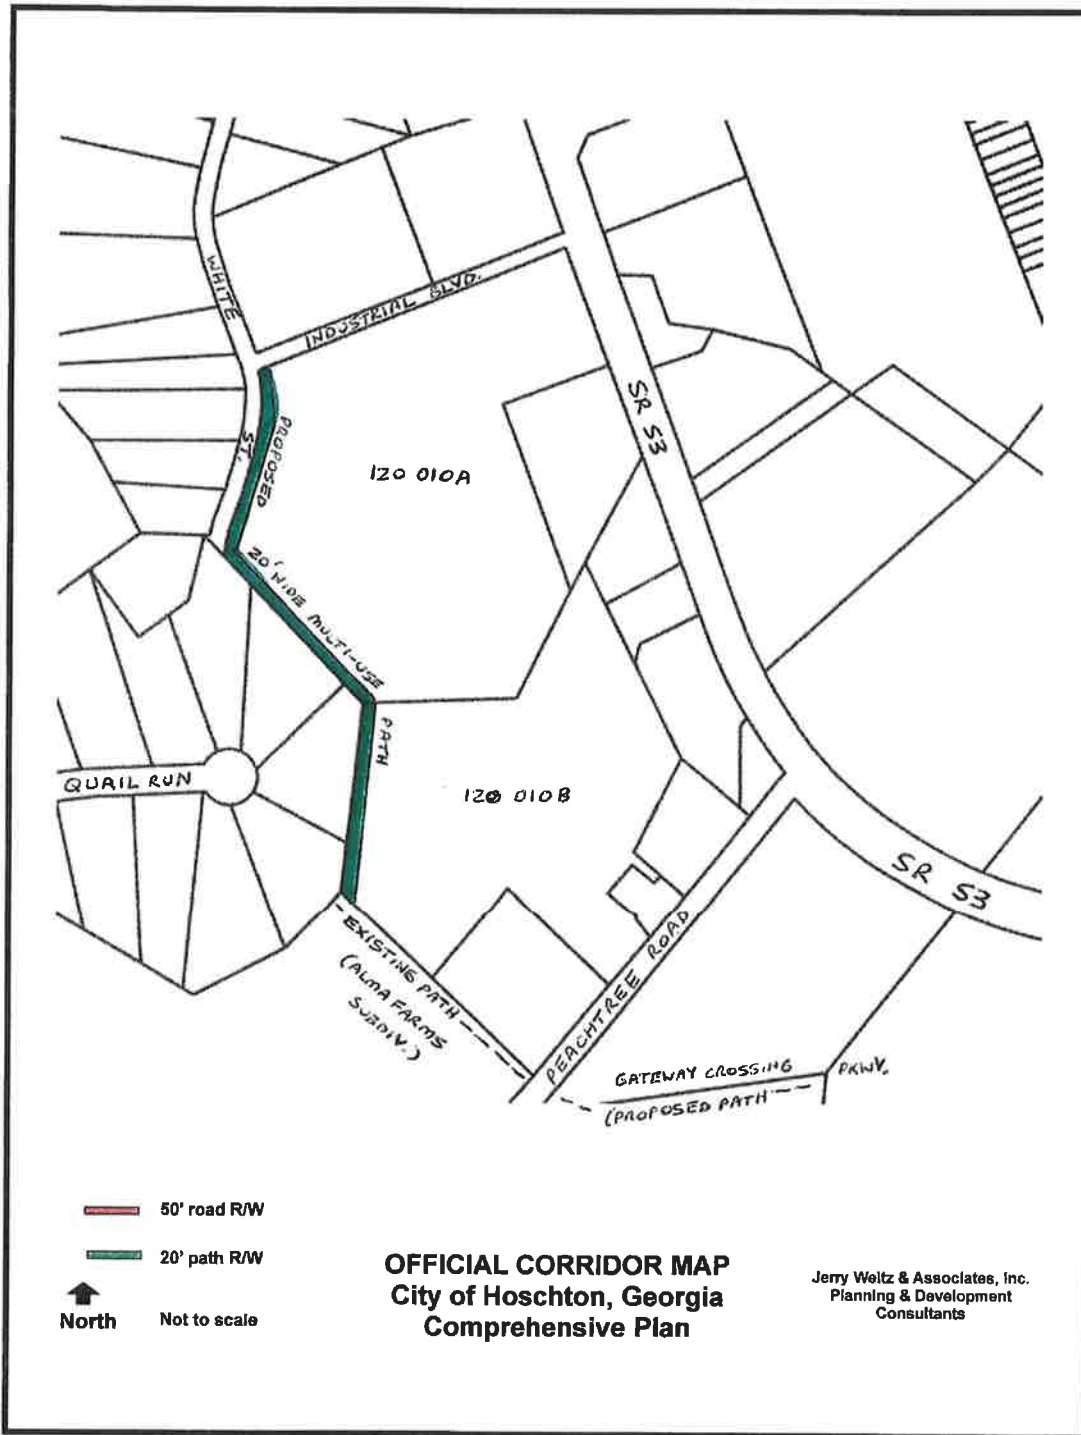 WHITE
ST.
INDUSTRIAL BLVD.
SR 53
PROPOSED
20' WIDE MULTI-USE
PATH
120 010A
QUAIL RUN
120 010B
SR 53
EXISTING PATH
(ALMA FARMS
SUBDIV.)
PEACHTREE ROAD
GATEWAY CROSSING PKWY.
(PROPOSED PATH
50' road R/W
20' path R/W
North
Not to scale
OFFICIAL CORRIDOR MAP
City of Hoschton, Georgia
Comprehensive Plan
Jerry Weitz & Associates, Inc.
Planning & Development
Consultants